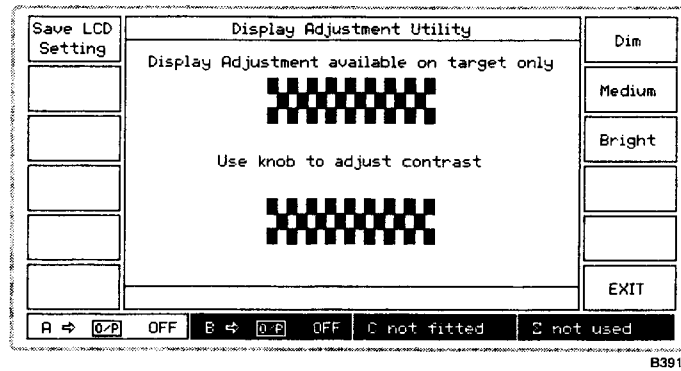 Save LCD
Setting
Display Adjustment Utility
Display Adjustment available on target only
Use knob to adjust contrast
Dim
Medium
Bright
EXIT
A ⇨ O/P OFF
B ⇨ O/P OFF
C not fitted
Σ not used
B391